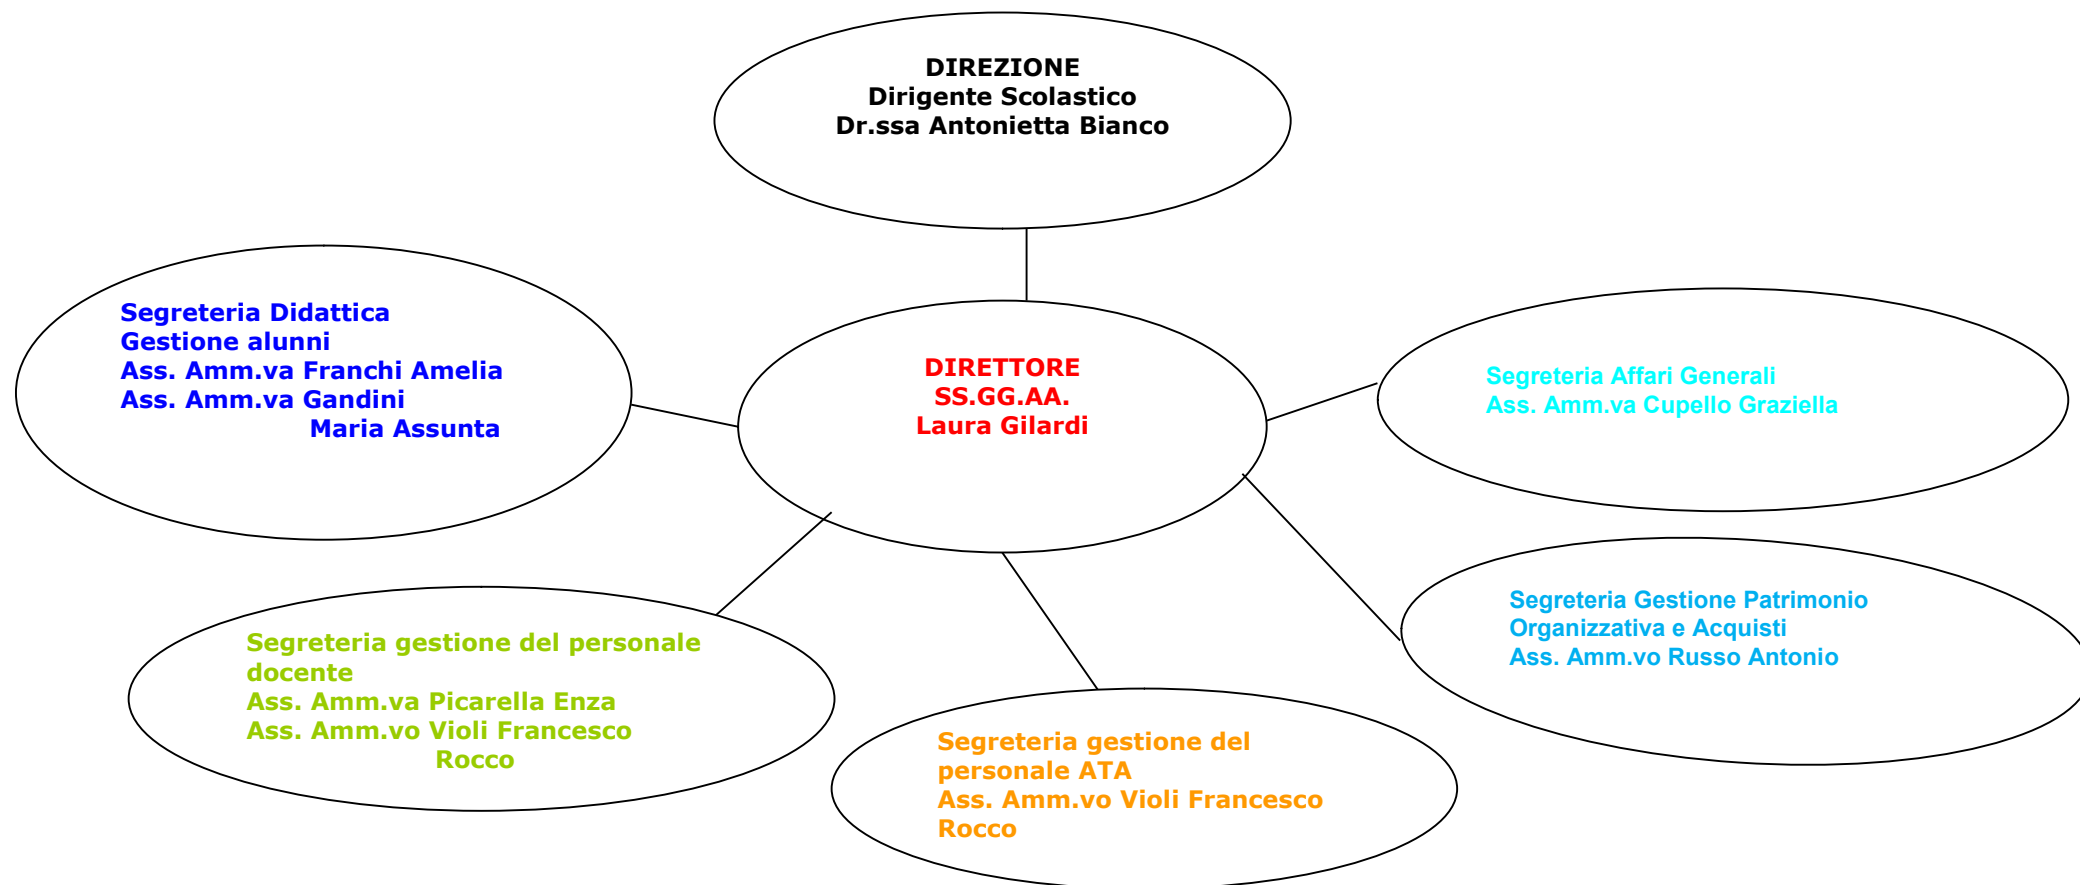 DIREZIONE
Dirigente Scolastico
Dr.ssa Antonietta Bianco
Segreteria Didattica
Gestione alunni
Ass. Amm.va Franchi Amelia
Ass. Amm.va Gandini
Maria Assunta
DIRETTORE
SS.GG.AA.
Laura Gilardi
Segreteria Affari Generali
Ass. Amm.va Cupello Graziella
Segreteria Gestione Patrimonio
Organizzativa e Acquisti
Ass. Amm.vo Russo Antonio
Segreteria gestione del personale
docente
Ass. Amm.va Picarella Enza
Ass. Amm.vo Violi Francesco
Rocco
Segreteria gestione del
personale ATA
Ass. Amm.vo Violi Francesco
Rocco